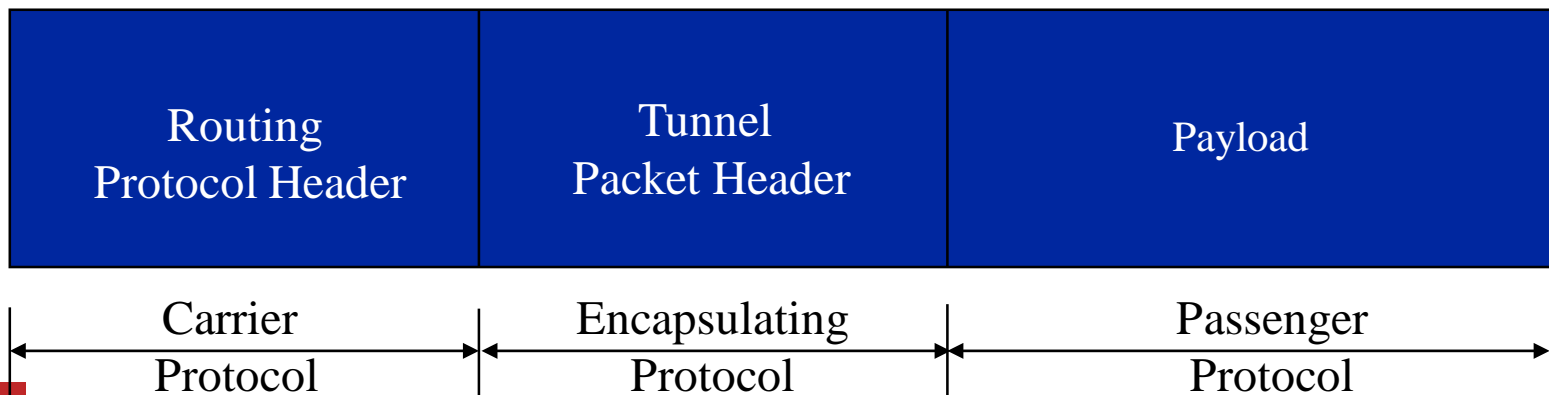 Routing
Protocol Header
Tunnel
Packet Header
Payload
Carrier
Protocol
Encapsulating
Protocol
Passenger
Protocol